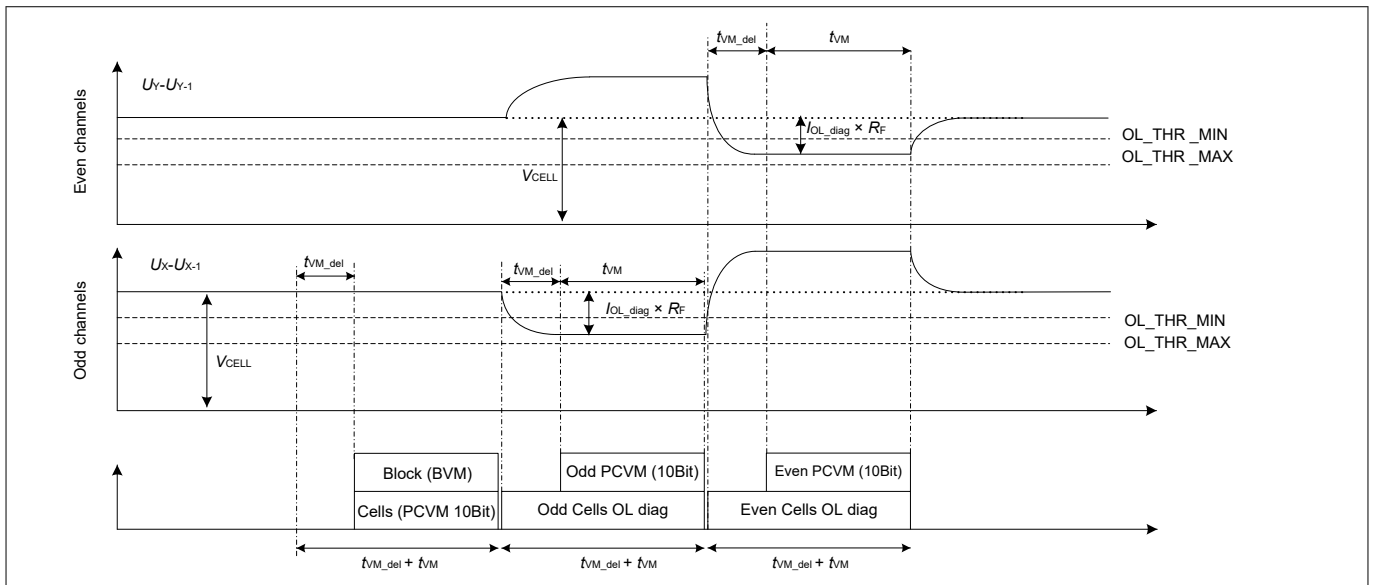 tVM_del
tVM
Even channels
UY-UY-1
VCELL
IOL_diag × RF
OL_THR _MIN
OL_THR _MAX
Odd channels
UX-UX-1
tVM_del
tVM_del
tVM
VCELL
IOL_diag × RF
OL_THR_MIN
OL_THR_MAX
Block (BVM)
Odd PCVM (10Bit)
Even PCVM (10Bit)
Cells (PCVM 10Bit)
Odd Cells OL diag
Even Cells OL diag
tVM_del + tVM
tVM_del + tVM
tVM_del + tVM